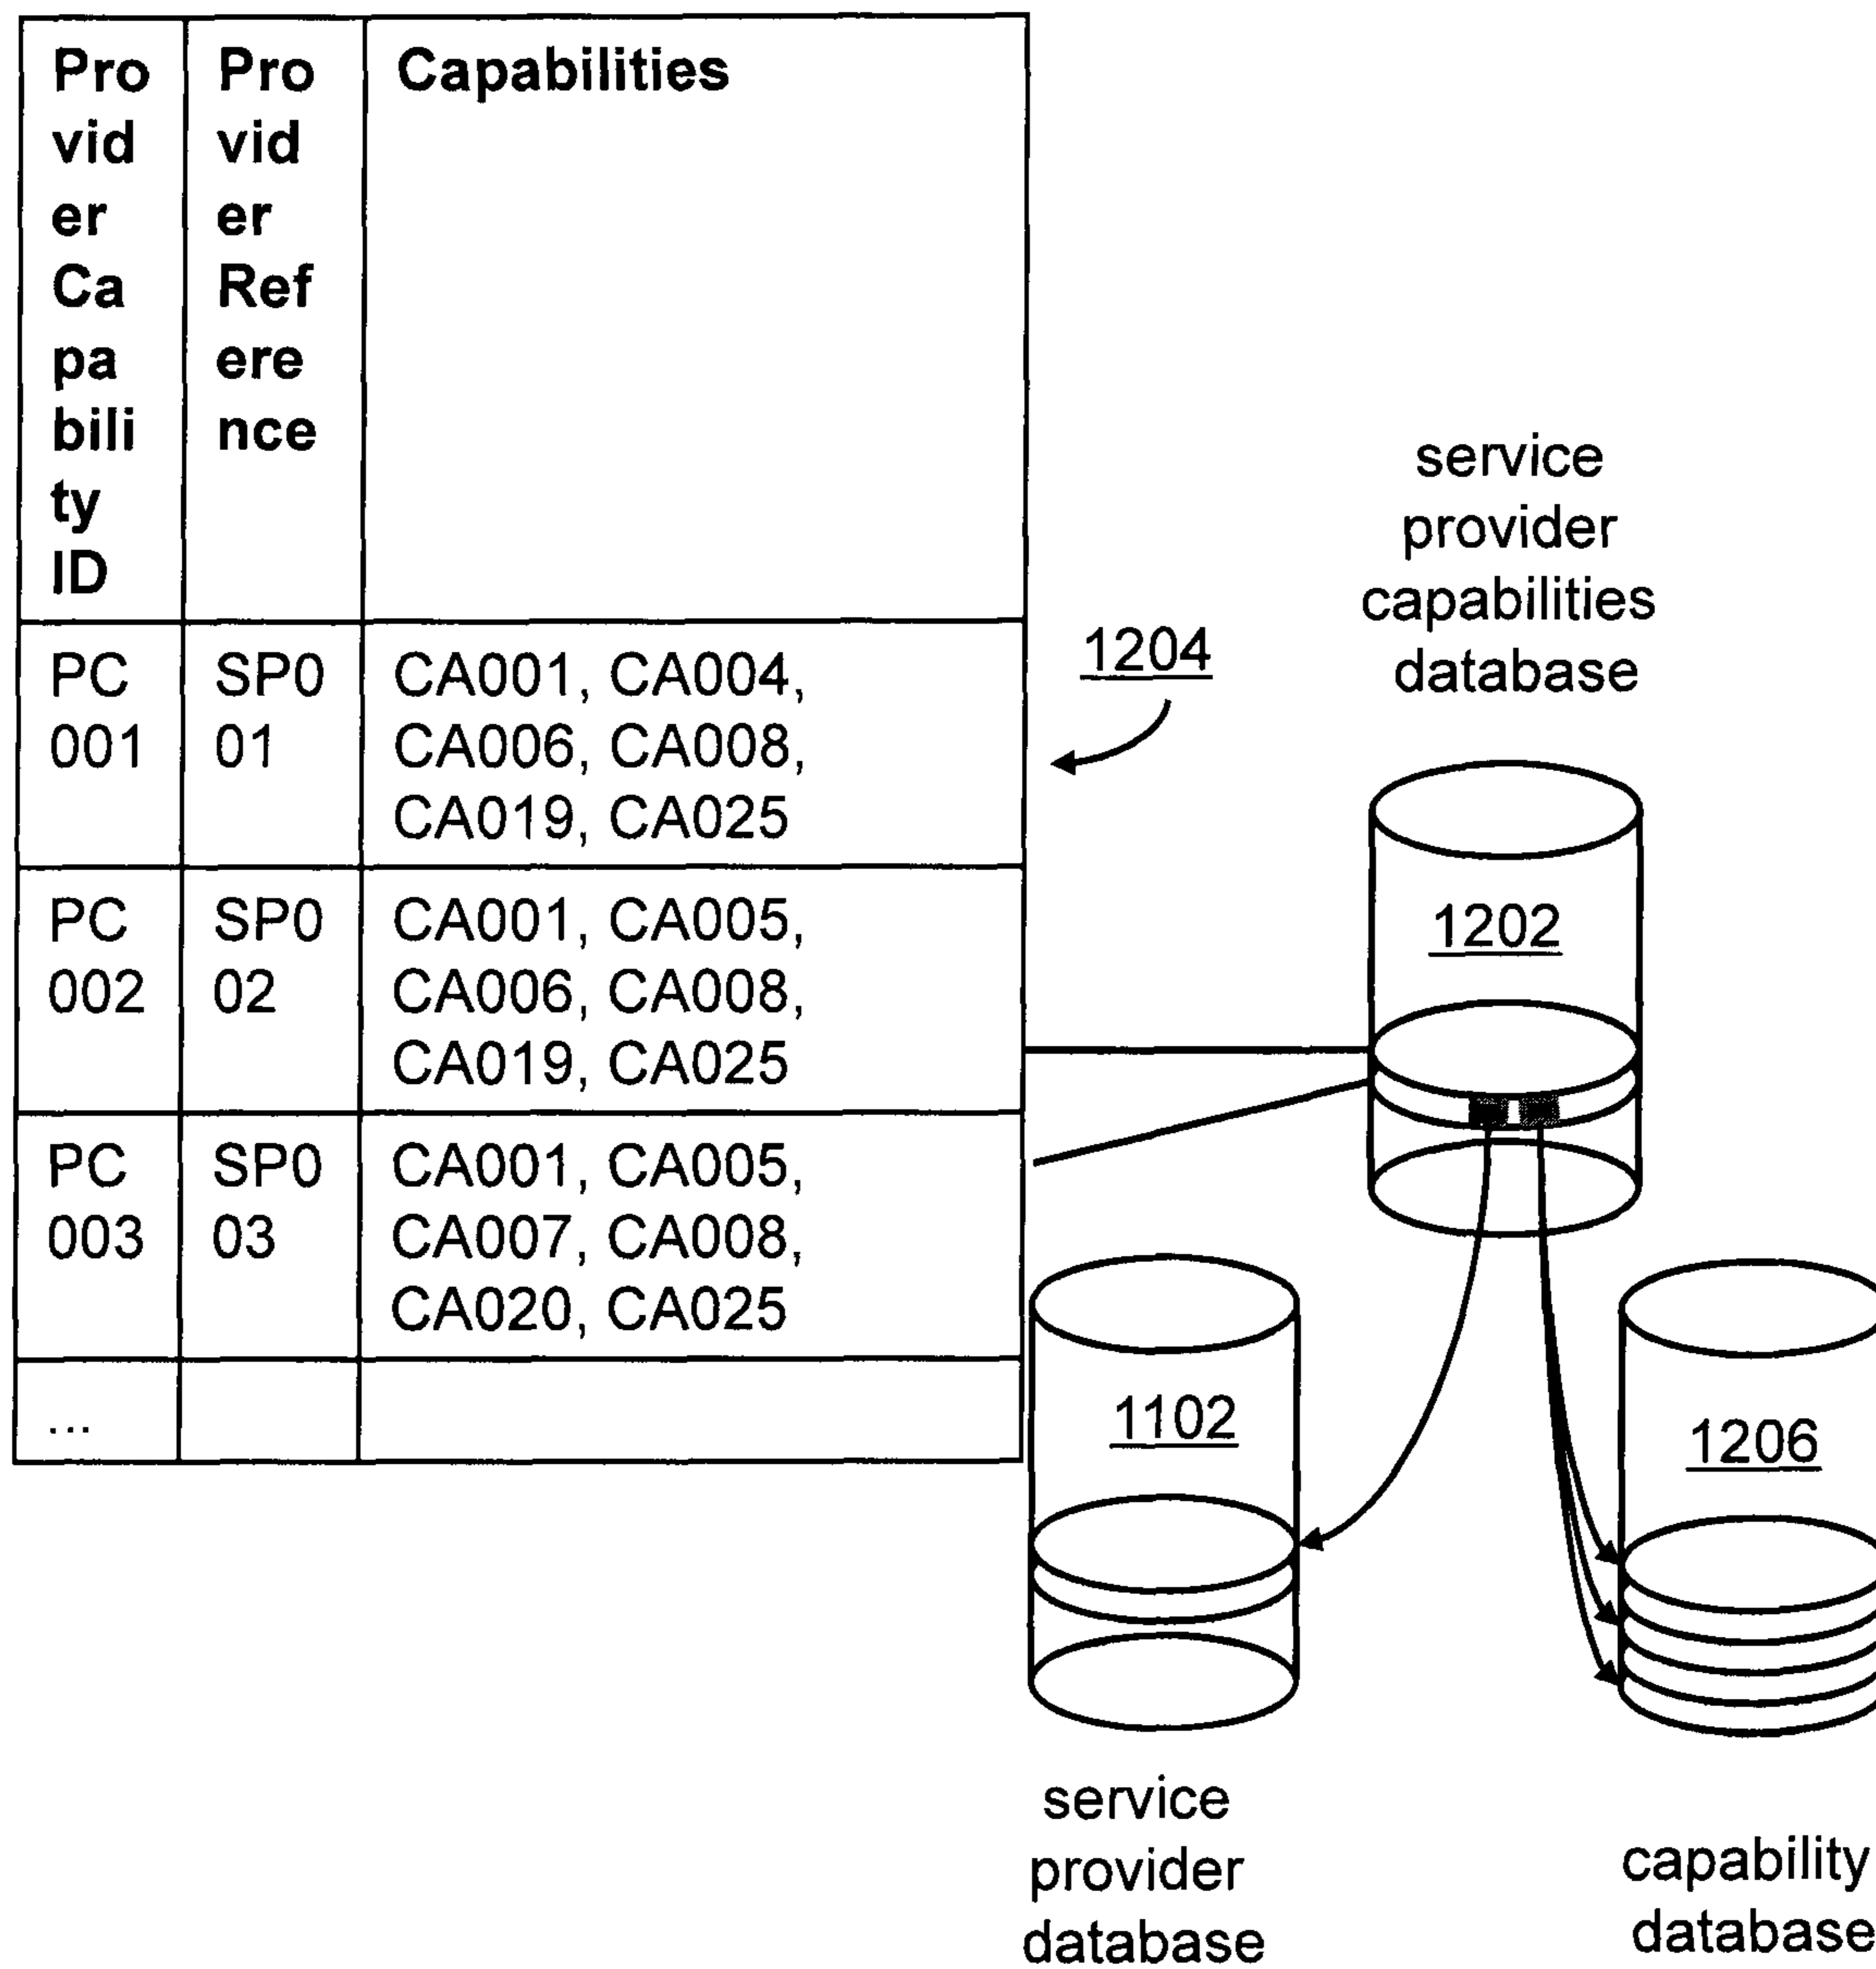 Pro
vid
er
Ca
pa
bili
ty
ID
Pro
vid
er
Ref
ere
nce
Capabilities
PC
001
SP0
01
CA001, CA004,
CA006, CA008,
CA019, CA025
PC
002
SP0
02
CA001, CA005,
CA006, CA008,
CA019, CA025
PC
003
SP0
03
CA001, CA005,
CA007, CA008,
CA020, CA025
...
1204
service
provider
capabilities
database
1202
1102
1206
service
provider
database
capability
database